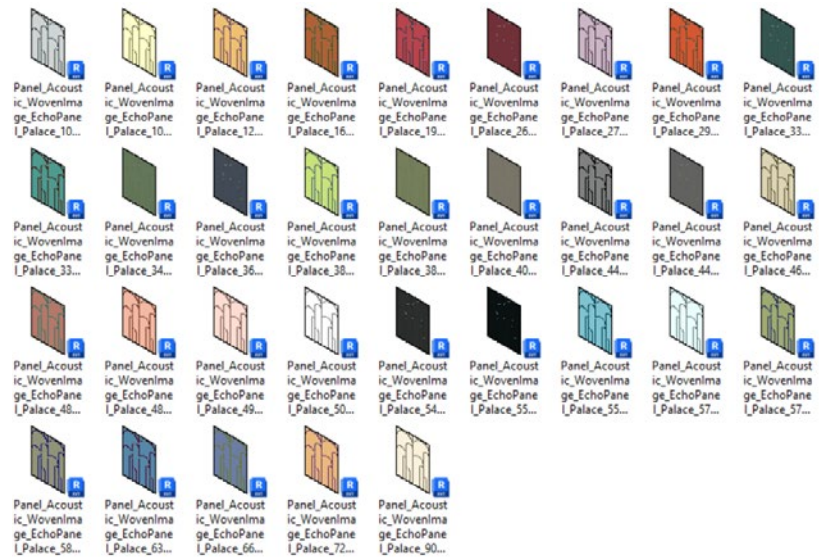 R
Panel_Acoust
ic_WovenIma
ge_EchoPane
l_Palace_10...
R
Panel_Acoust
ic_WovenIma
ge_EchoPane
l_Palace_10...
R
Panel_Acoust
ic_WovenIma
ge_EchoPane
l_Palace_12...
R
Panel_Acoust
ic_WovenIma
ge_EchoPane
l_Palace_16...
R
Panel_Acoust
ic_WovenIma
ge_EchoPane
l_Palace_19...
R
Panel_Acoust
ic_WovenIma
ge_EchoPane
l_Palace_26...
R
Panel_Acoust
ic_WovenIma
ge_EchoPane
l_Palace_27...
R
Panel_Acoust
ic_WovenIma
ge_EchoPane
l_Palace_29...
R
Panel_Acoust
ic_WovenIma
ge_EchoPane
l_Palace_33...
R
Panel_Acoust
ic_WovenIma
ge_EchoPane
l_Palace_33...
R
Panel_Acoust
ic_WovenIma
ge_EchoPane
l_Palace_34...
R
Panel_Acoust
ic_WovenIma
ge_EchoPane
l_Palace_36...
R
Panel_Acoust
ic_WovenIma
ge_EchoPane
l_Palace_38...
R
Panel_Acoust
ic_WovenIma
ge_EchoPane
l_Palace_38...
R
Panel_Acoust
ic_WovenIma
ge_EchoPane
l_Palace_40...
R
Panel_Acoust
ic_WovenIma
ge_EchoPane
l_Palace_44...
R
Panel_Acoust
ic_WovenIma
ge_EchoPane
l_Palace_44...
R
Panel_Acoust
ic_WovenIma
ge_EchoPane
l_Palace_46...
R
Panel_Acoust
ic_WovenIma
ge_EchoPane
l_Palace_48...
R
Panel_Acoust
ic_WovenIma
ge_EchoPane
l_Palace_48...
R
Panel_Acoust
ic_WovenIma
ge_EchoPane
l_Palace_49...
R
Panel_Acoust
ic_WovenIma
ge_EchoPane
l_Palace_50...
R
Panel_Acoust
ic_WovenIma
ge_EchoPane
l_Palace_54...
R
Panel_Acoust
ic_WovenIma
ge_EchoPane
l_Palace_55...
R
Panel_Acoust
ic_WovenIma
ge_EchoPane
l_Palace_55...
R
Panel_Acoust
ic_WovenIma
ge_EchoPane
l_Palace_57...
R
Panel_Acoust
ic_WovenIma
ge_EchoPane
l_Palace_57...
R
Panel_Acoust
ic_WovenIma
ge_EchoPane
l_Palace_58...
R
Panel_Acoust
ic_WovenIma
ge_EchoPane
l_Palace_63...
R
Panel_Acoust
ic_WovenIma
ge_EchoPane
l_Palace_66...
R
Panel_Acoust
ic_WovenIma
ge_EchoPane
l_Palace_72...
R
Panel_Acoust
ic_WovenIma
ge_EchoPane
l_Palace_90...